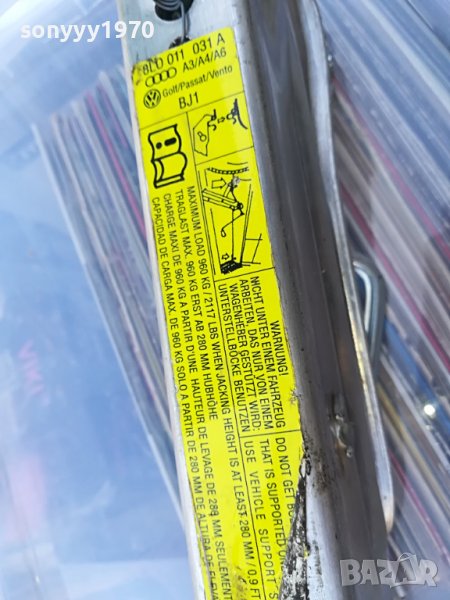 sonyyy1970
8L0 011 031 A
A3/A4/A6
Golf/Passat/Vento
BJ1
MAXIMUM LOAD 960 KG / 2117 LBS WHEN JACKING HEIGHT IS AT LEAST 280 MM / 0,9 FT
TRAGLAST MAX. 960 KG ERST AB 280 MM HUBHÖHE
CHARGE MAXI DE 960 KG A PARTIR D'UNE HAUTEUR DE LEVAGE DE 280 MM SEULEMENT
CAPACIDAD DE CARGA MAX. DE 960 KG SOLO A PARTIR DE 280 MM DE ALTURA DE
WARNUNG!
NICHT UNTER EINEM FAHRZEUG
ARBEITEN, DAS NUR VON EINEM
WAGENHEBER GESTÜTZT WIRD:
UNTERSTELLBÖCKE BENUTZEN
DO NOT GET
THAT IS SUPPORTED
USE VEHICLE SUPPORT
BAZAR